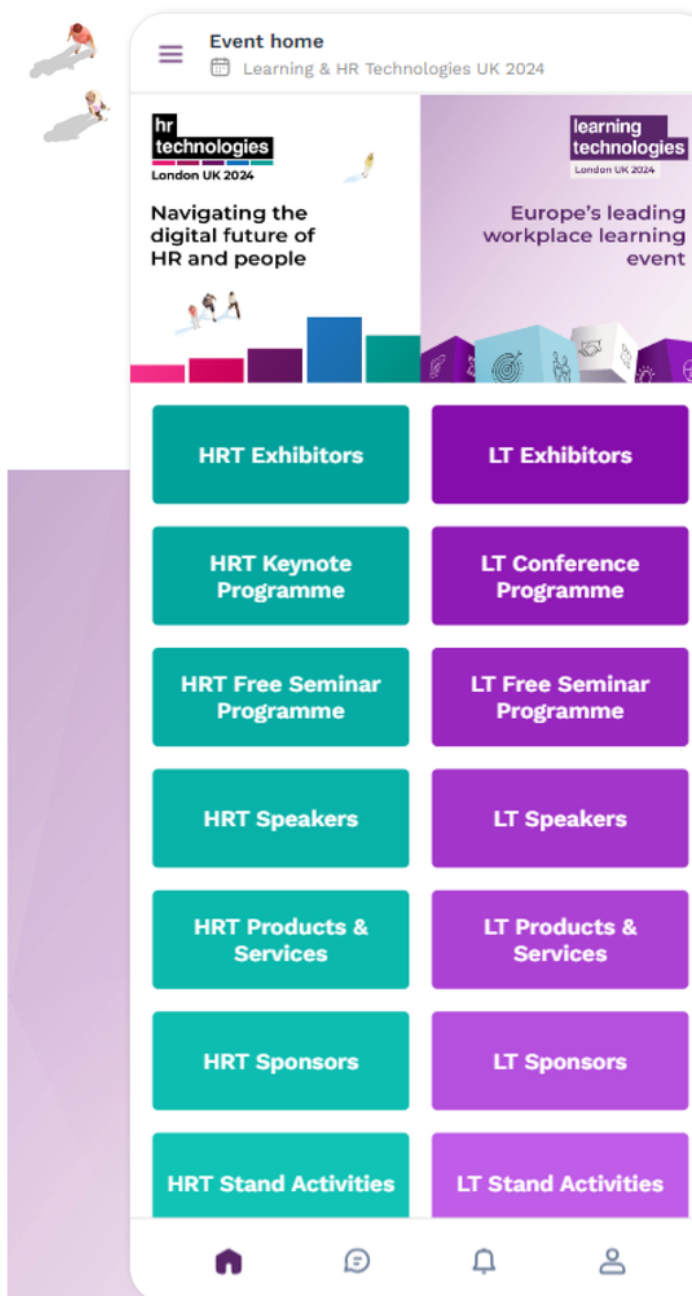 Event home
Learning & HR Technologies UK 2024
hr
technologies
London UK 2024
Navigating the
digital future of
HR and people
learning
technologies
London UK 2024
Europe's leading
workplace learning
event
HRT Exhibitors
LT Exhibitors
HRT Keynote
Programme
LT Conference
Programme
HRT Free Seminar
Programme
LT Free Seminar
Programme
HRT Speakers
LT Speakers
HRT Products &
Services
LT Products &
Services
HRT Sponsors
LT Sponsors
HRT Stand Activities
LT Stand Activities